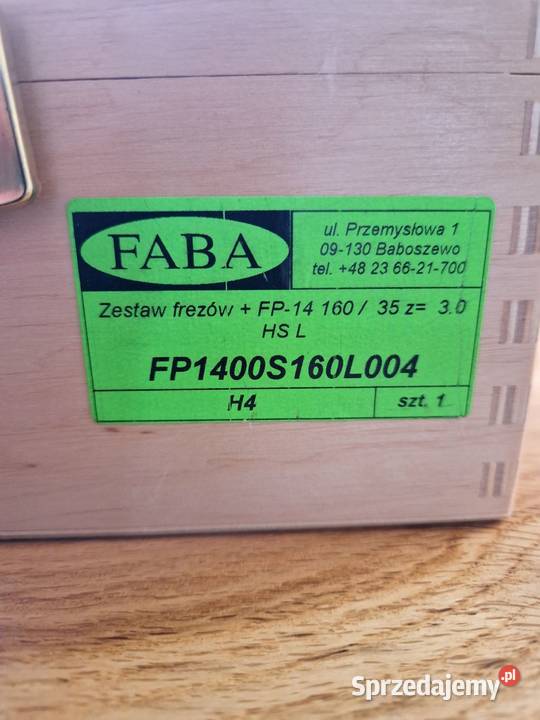 FABA
ul. Przemysłowa 1
09-130 Baboszewo
tel. +48 23 66-21-700
Zestaw frezów + FP-14 160 / 35 z= 3.0
HS L
FP1400S160L004
H4
szt. 1
Sprzedajemy.pl